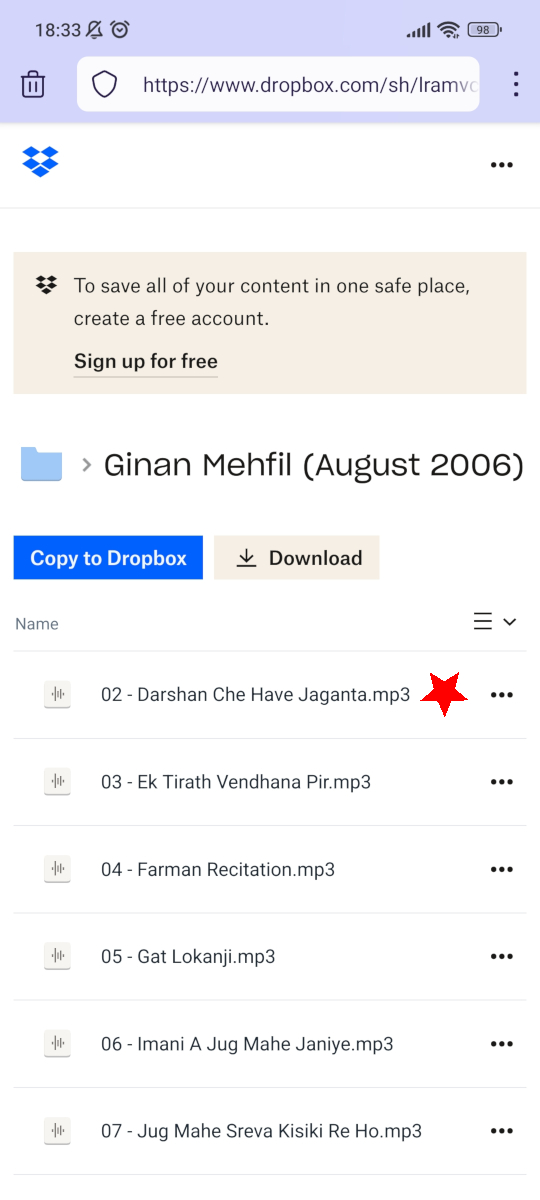 18:33
98
https://www.dropbox.com/sh/lramv
To save all of your content in one safe place,
create a free account.
Sign up for free
Ginan Mehfil (August 2006)
Copy to Dropbox
Download
Name
02 - Darshan Che Have Jaganta.mp3
03 - Ek Tirath Vendhana Pir.mp3
04 - Farman Recitation.mp3
05 - Gat Lokanji.mp3
06 - Imani A Jug Mahe Janiye.mp3
07 - Jug Mahe Sreva Kisiki Re Ho.mp3